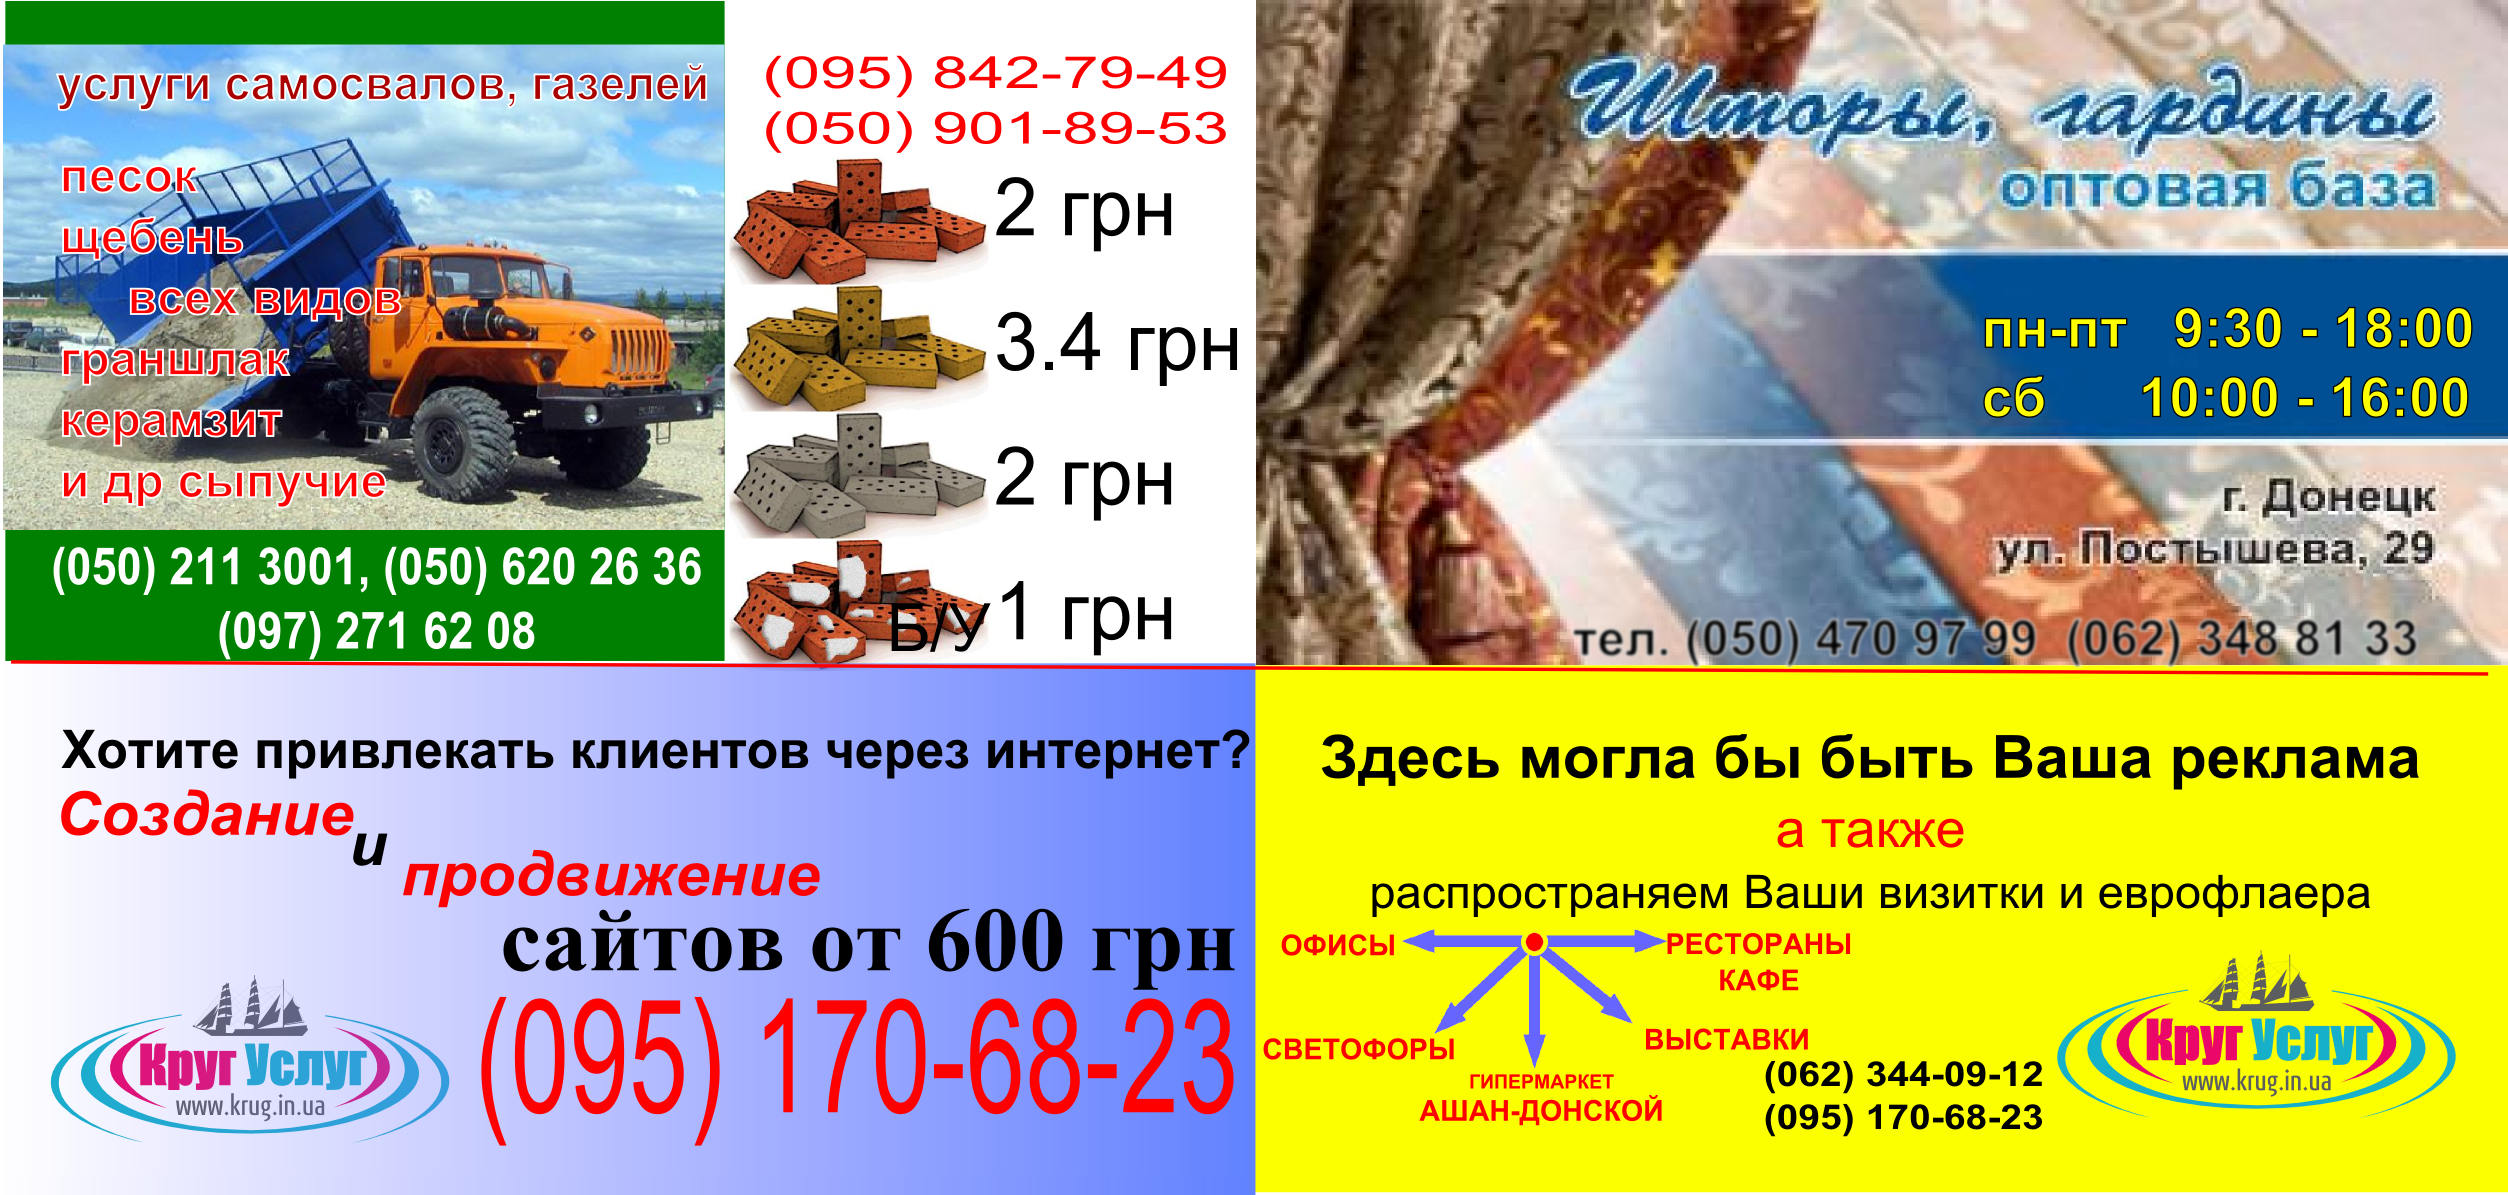 услуги самосвалов, газелей
песок
щебень
всех видов
граншлак
керамзит
и др сыпучие
(050) 211 3001, (050) 620 26 36
(097) 271 62 08
(095) 842-79-49
(050) 901-89-53
2 грн
3.4 грн
2 грн
Б/У 1 грн
Шторы, гардины
оптовая база
пн-пт 9:30 - 18:00
сб 10:00 - 16:00
г. Донецк
ул. Постышева, 29
тел. (050) 470 97 99 (062) 348 81 33
Хотите привлекать клиентов через интернет?
Создание
и
продвижение
сайтов от 600 грн
(095) 170-68-23
Круг Услуг
www.krug.in.ua
Здесь могла бы быть Ваша реклама
а также
распространяем Ваши визитки и еврофлаера
ОФИСЫ
РЕСТОРАНЫ
КАФЕ
СВЕТОФОРЫ
ВЫСТАВКИ
ГИПЕРМАРКЕТ
АШАН-ДОНСКОЙ
(062) 344-09-12
(095) 170-68-23
Круг Услуг
www.krug.in.ua